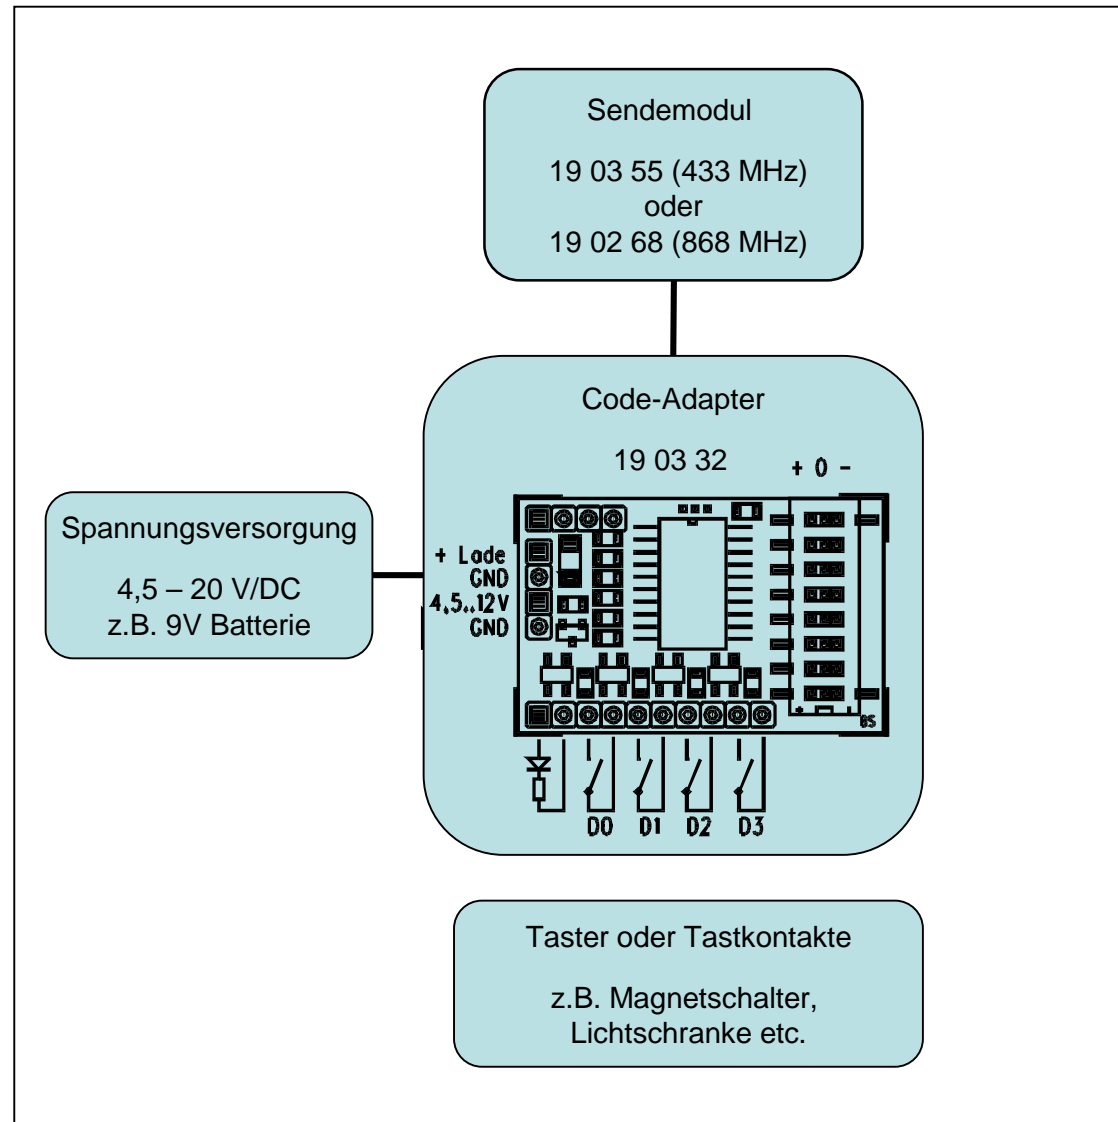 Sendemodul
19 03 55 (433 MHz)
oder
19 02 68 (868 MHz)
Code-Adapter
19 03 32
+ 0 -
Spannungsversorgung
4,5 – 20 V/DC
z.B. 9V Batterie
+ Lade
GND
4,5..12V
GND
+ -
BS
D0 D1 D2 D3
Taster oder Tastkontakte
z.B. Magnetschalter,
Lichtschranke etc.